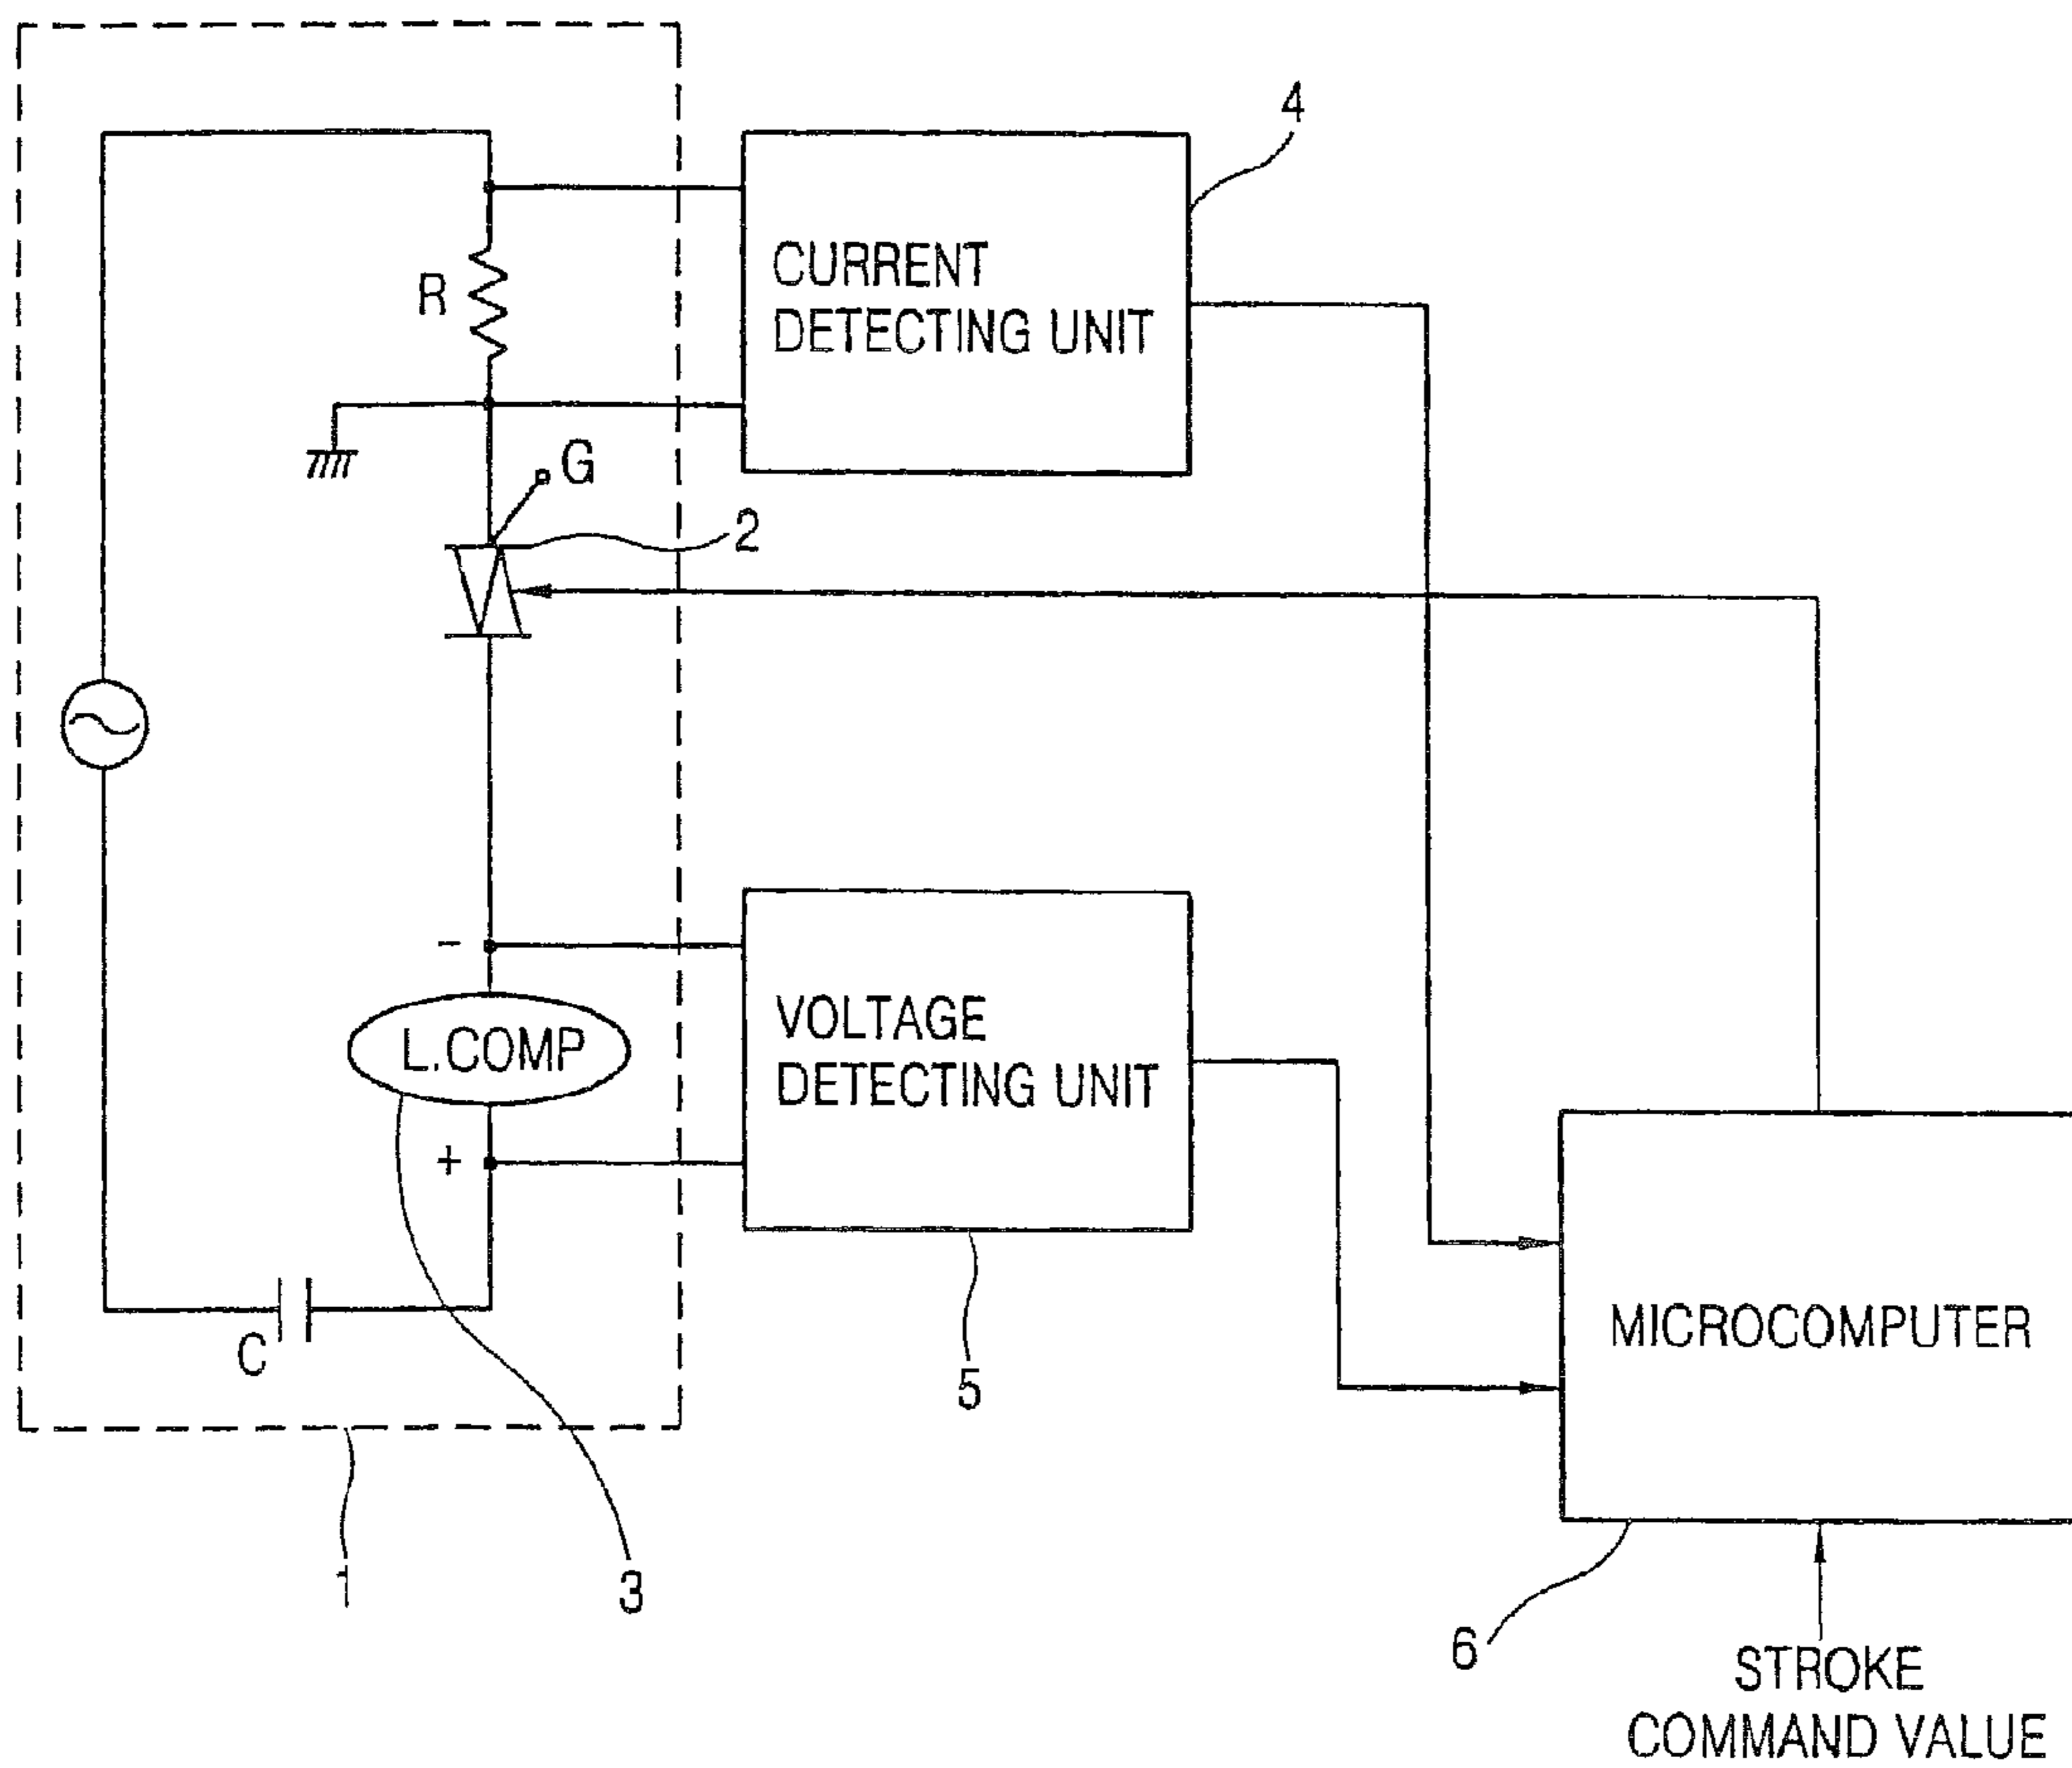 4
CURRENT
DETECTING UNIT
R
G
2
-
VOLTAGE
DETECTING UNIT
L.COMP
+
MICROCOMPUTER
C
5
1
3
6
STROKE
COMMAND VALUE